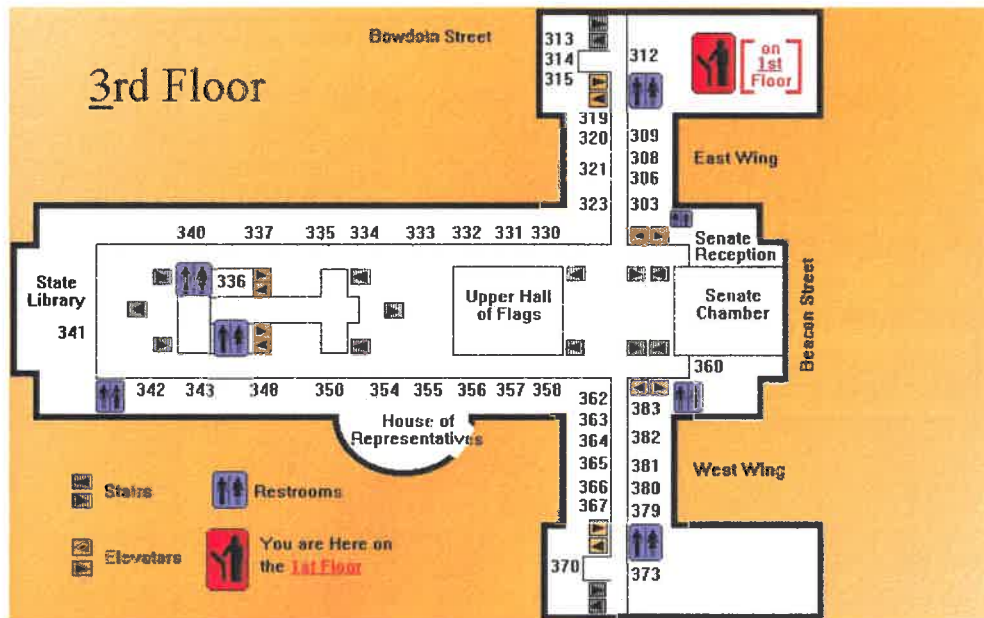 Bowdoin Street
3rd Floor
313
314
315
312
on
1st
Floor
319
320
321
323
309
308
306
303
East Wing
340 337 335 334 333 332 331 330
Senate
Reception
State
Library
341
336
Upper Hall
of Flags
Senate
Chamber
Beacon Street
360
342 343 348 350 354 355 356 357 358
House of
Representatives
362
363
364
365
366
367
383
382
381
380
379
West Wing
370
373
Stairs
Restrooms
Elevators
You are Here on
the 1st Floor